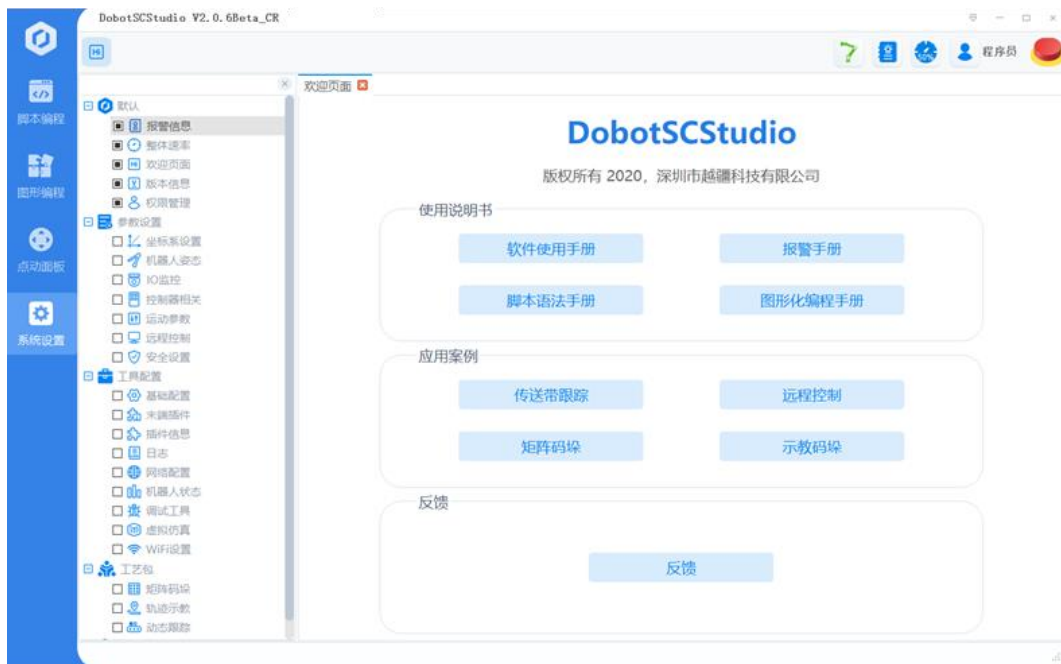 DobotSCStudio V2.0.6Beta_CR
Hi
50%
程序员
脚本编程
图形编程
点动面板
系统设置
默认
报警信息
整体速率
欢迎页面
版本信息
权限管理
参数设置
坐标系设置
机器人姿态
IO监控
控制器相关
运动参数
远程控制
安全设置
工具配置
基础配置
末端插件
插件信息
日志
网络配置
机器人状态
调试工具
虚拟仿真
WiFi设置
工艺包
矩阵码垛
轨迹示教
动态跟踪
欢迎页面
DobotSCStudio
版权所有 2020，深圳市越疆科技有限公司
使用说明书
软件使用手册 报警手册
脚本语法手册 图形化编程手册
应用案例
传送带跟踪 远程控制
矩阵码垛 示教码垛
反馈
反馈